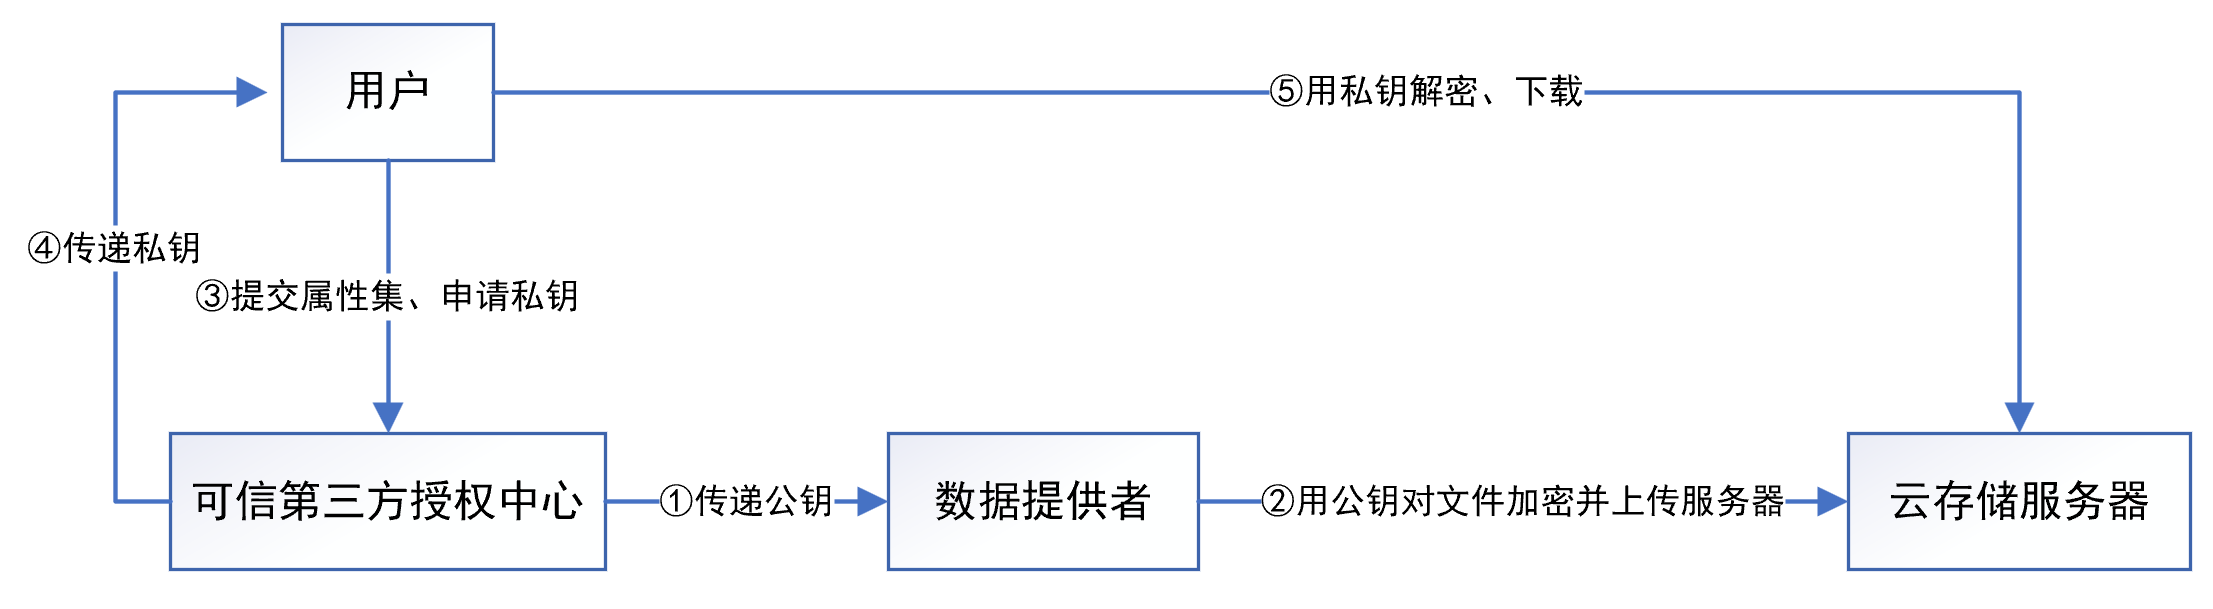 用户
⑤用私钥解密、下载
④传递私钥
③提交属性集、申请私钥
可信第三方授权中心
①传递公钥
数据提供者
②用公钥对文件加密并上传服务器
云存储服务器